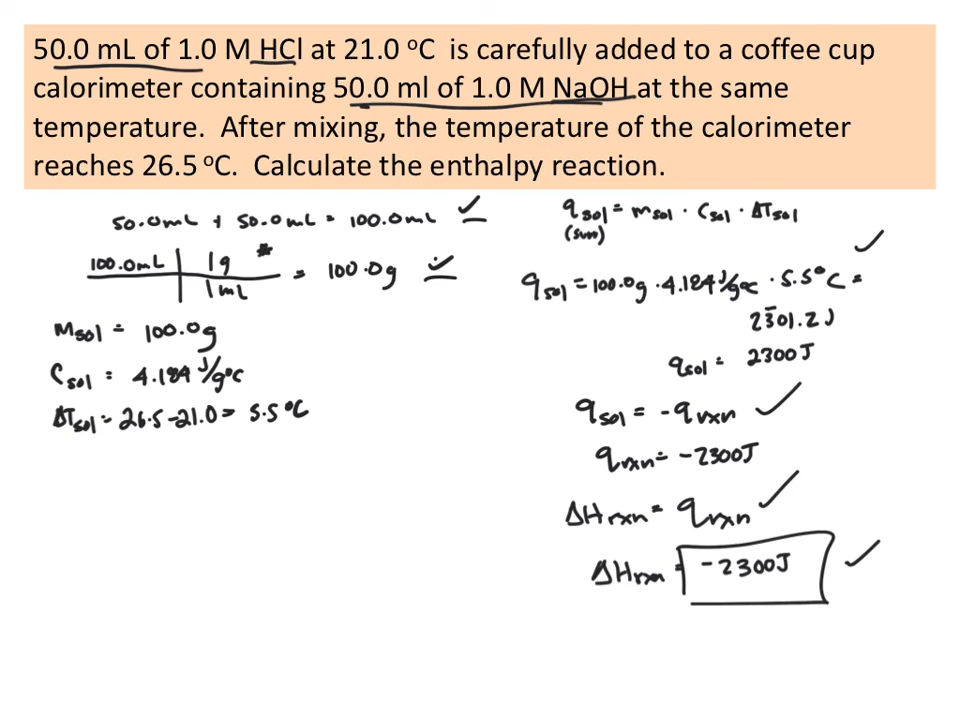 50.0 mL of 1.0 M HCl at 21.0 °C is carefully added to a coffee cup
calorimeter containing 50.0 ml of 1.0 M NaOH at the same
temperature. After mixing, the temperature of the calorimeter
reaches 26.5 °C. Calculate the enthalpy reaction.
50.0mL + 50.0mL = 100.0mL ✓
100.0mL | 1g * = 100.0g ✓
1mL
Msol = 100.0g
Csol = 4.184 J/g°C
ΔTsol = 26.5-21.0= 5.5°C
qsol = msol · Csol · ΔTsol
(surr)
qsol = 100.0g · 4.184 J/g°C · 5.5°C = ✓
2301.2J
qsol = 2300J
qsol = -qrxn ✓
qrxn = -2300J
ΔHrxn = qrxn ✓
ΔHrxn = -2300J ✓